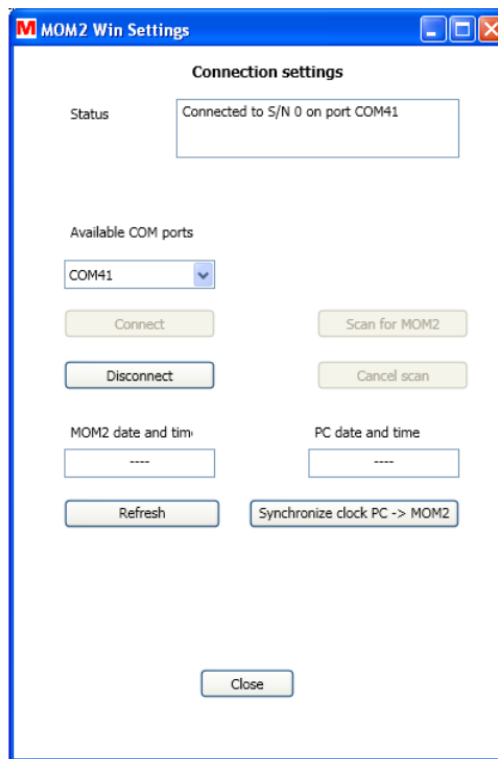 M MOM2 Win Settings
Connection settings
Status
Connected to S/N 0 on port COM41
Available COM ports
COM41
Connect
Scan for MOM2
Disconnect
Cancel scan
MOM2 date and tim
PC date and time
----
----
Refresh
Synchronize clock PC -> MOM2
Close